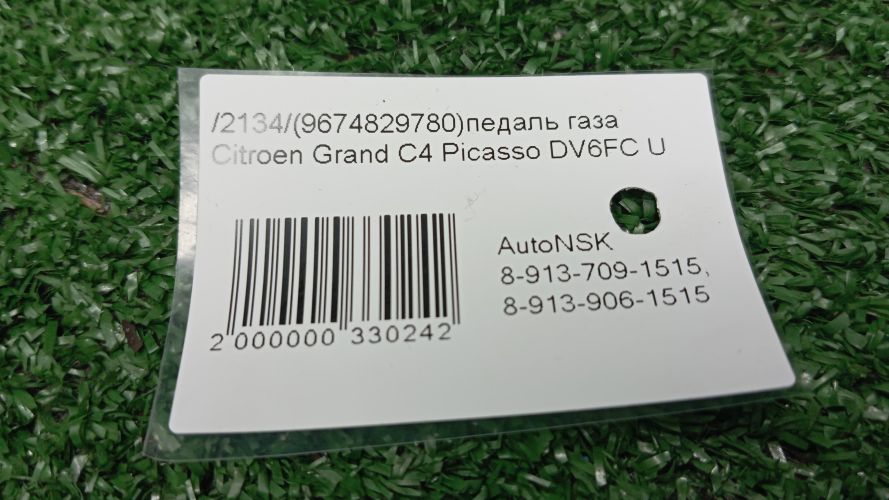 /2134/(9674829780)педаль газа
Citroen Grand C4 Picasso DV6FC U
AutoNSK
8-913-709-1515,
8-913-906-1515
2 000000 330242